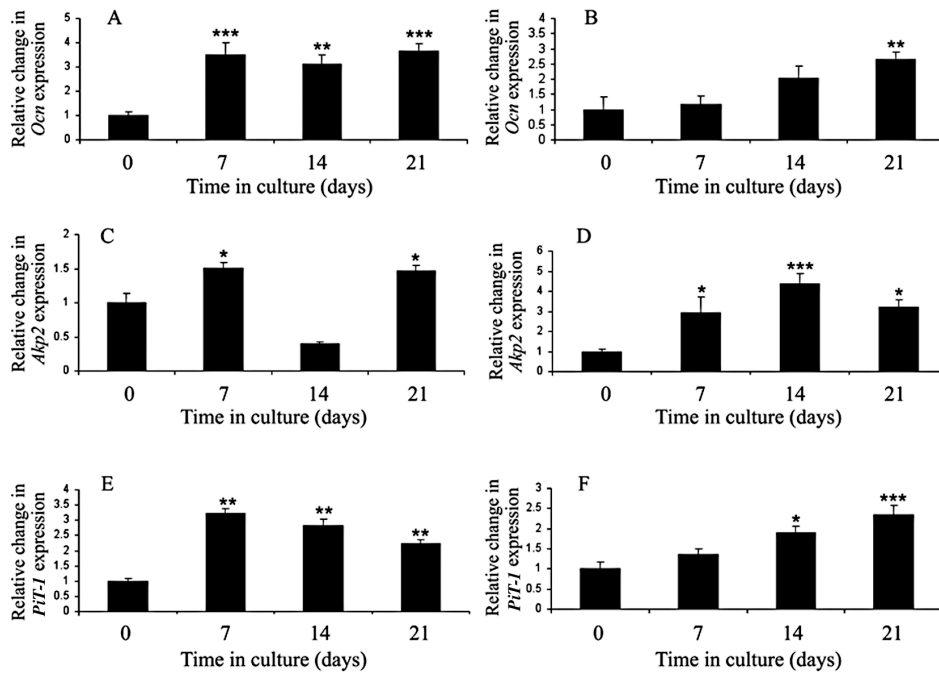 A
Relative change in
Ocn expression
5
4
3
2
1
0
***
**
***
0 7 14 21
Time in culture (days)
B
Relative change in
Ocn expression
3.5
3
2.5
2
1.5
1
0.5
0
**
0 7 14 21
Time in culture (days)
C
Relative change in
Akp2 expression
2
1.5
1
0.5
0
*
*
0 7 14 21
Time in culture (days)
D
Relative change in
Akp2 expression
6
5
4
3
2
1
0
*
***
*
0 7 14 21
Time in culture (days)
E
Relative change in
PiT-1 expression
4
3.5
3
2.5
2
1.5
1
0.5
0
**
**
**
0 7 14 21
Time in culture (days)
F
Relative change in
PiT-1 expression
3
2.5
2
1.5
1
0.5
0
*
***
0 7 14 21
Time in culture (days)